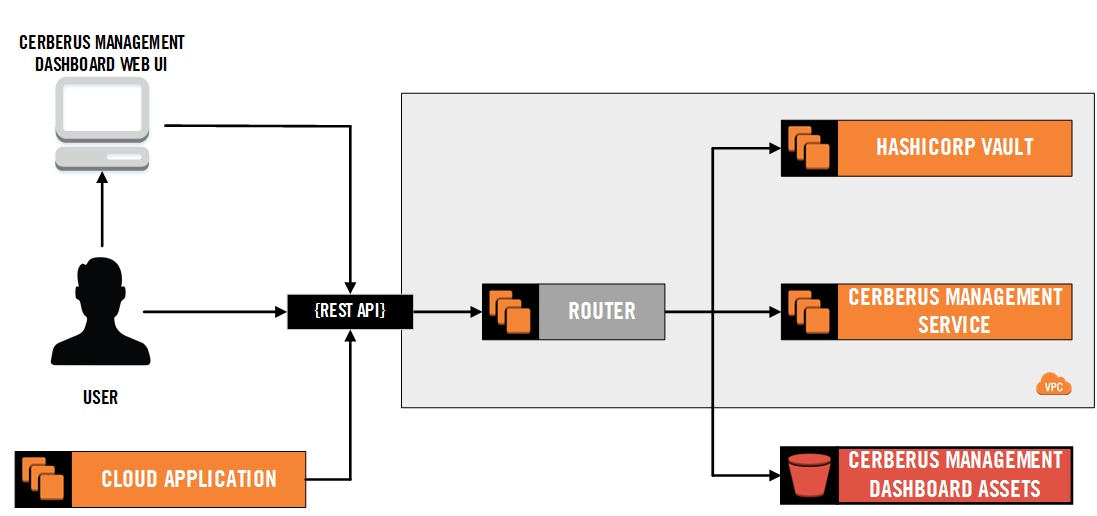 CERBERUS MANAGEMENT
DASHBOARD WEB UI
HASHICORP VAULT
{REST API}
ROUTER
CERBERUS MANAGEMENT
SERVICE
VPC
USER
CLOUD APPLICATION
CERBERUS MANAGEMENT
DASHBOARD ASSETS